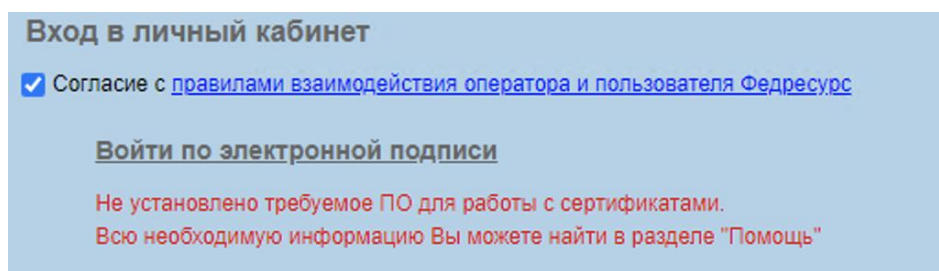 Вход в личный кабинет
Согласие с правилами взаимодействия оператора и пользователя Федресурс
Войти по электронной подписи
Не установлено требуемое ПО для работы с сертификатами.
Всю необходимую информацию Вы можете найти в разделе "Помощь"